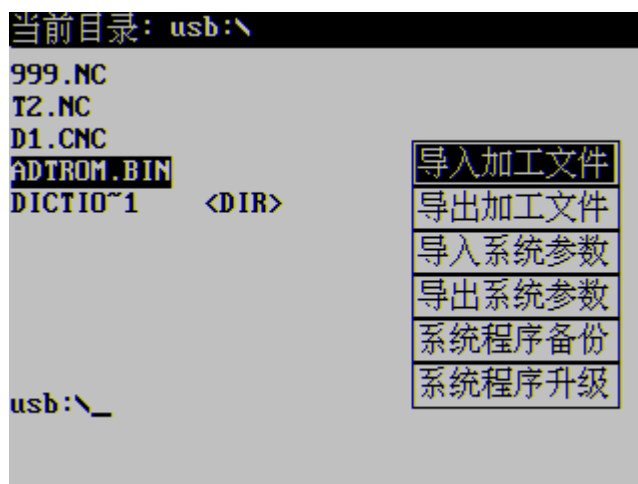 当前目录: usb:\
999.NC
T2.NC
D1.CNC
ADTROM.BIN
DICTIO~1 <DIR>
导入加工文件
导出加工文件
导入系统参数
导出系统参数
系统程序备份
系统程序升级
usb:\_